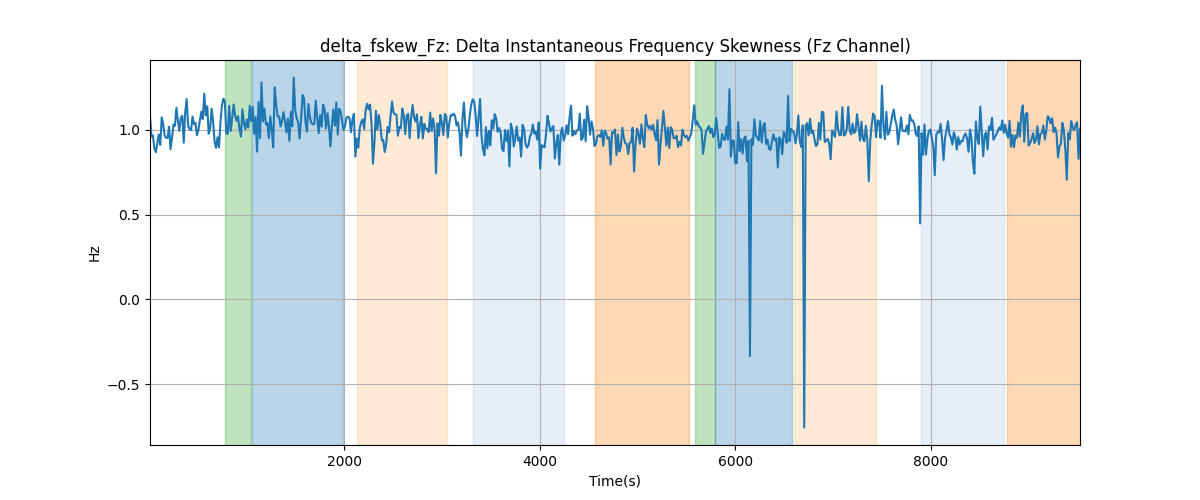 delta_fskew_Fz: Delta Instantaneous Frequency Skewness (Fz Channel)
1.0
0.5
0.0
−0.5
Hz
2000 4000 6000 8000
Time(s)